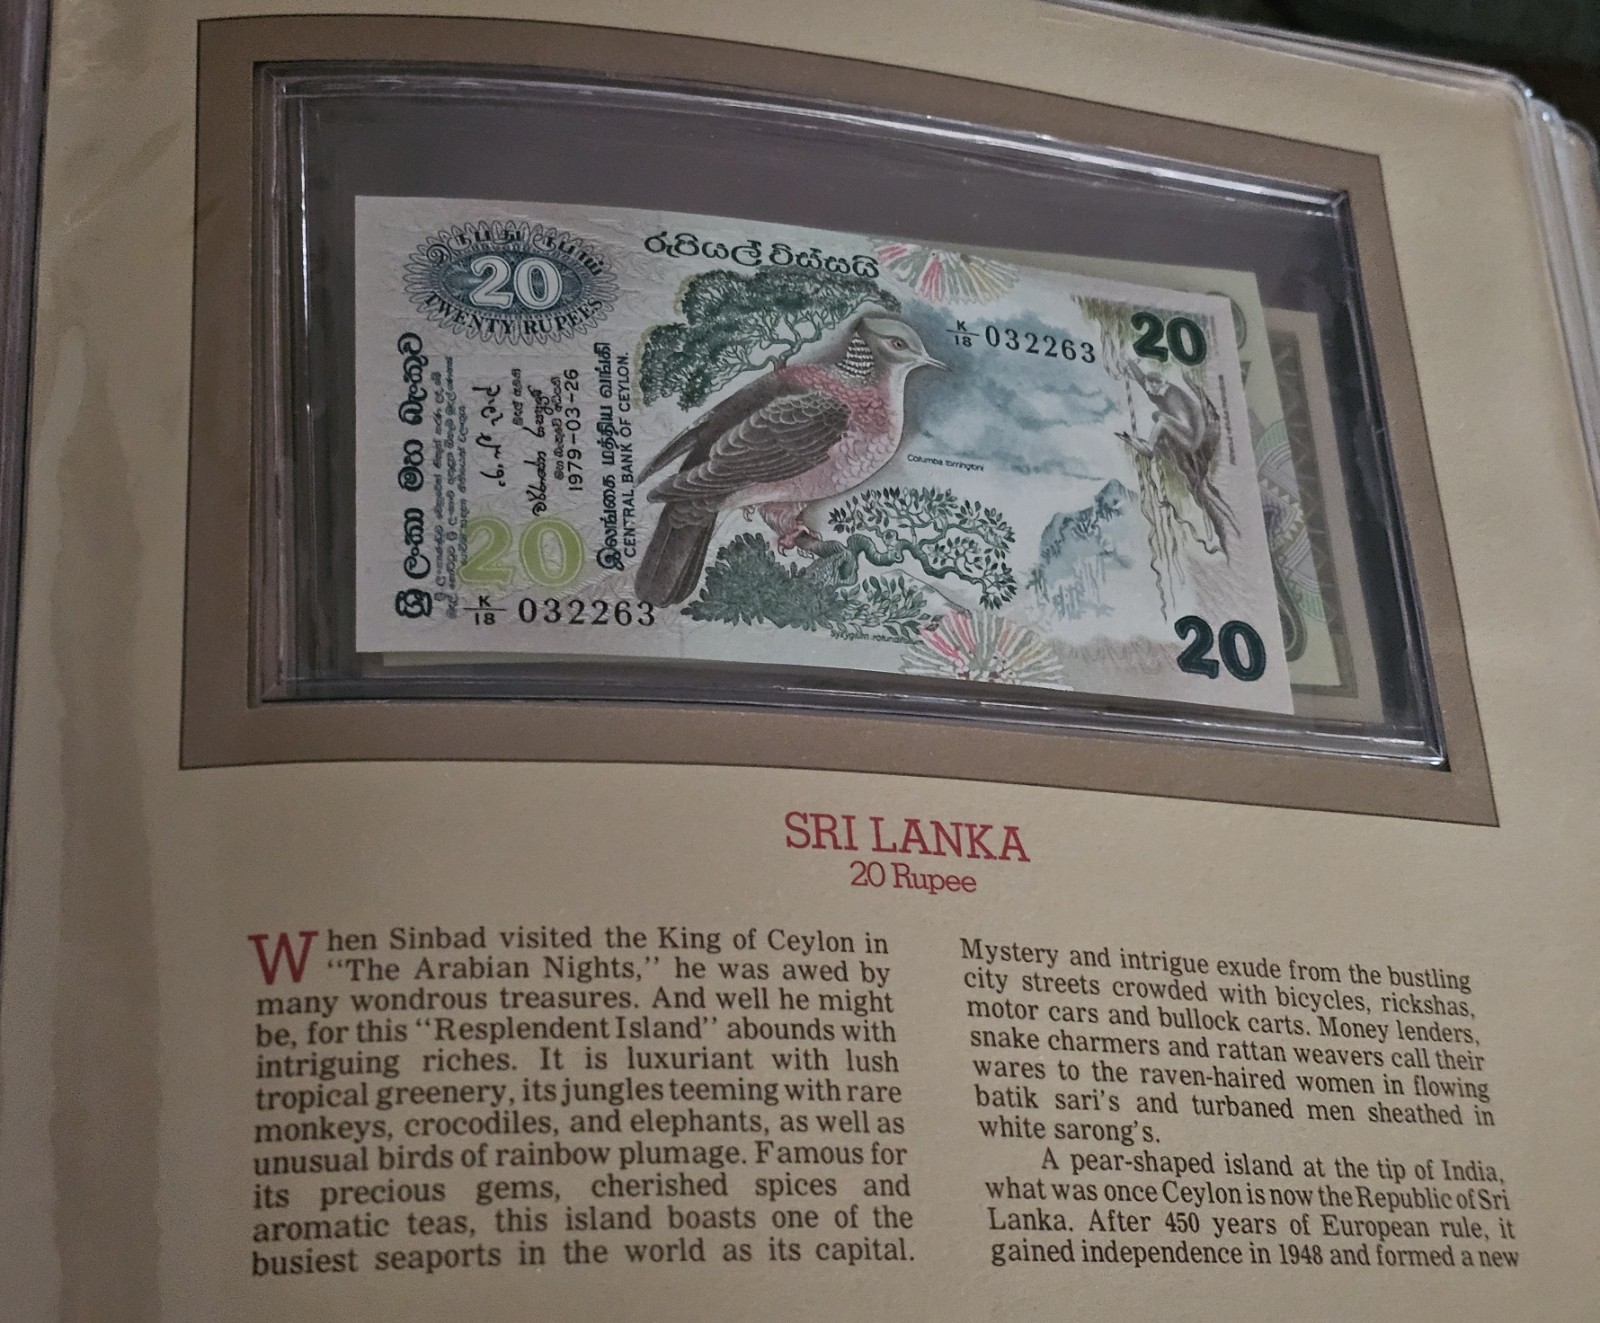 රුපියල් විස්සයි
20
TWENTY RUPEES
K/18 032263
20
ශ්‍රී ලංකා මහ බැංකුව
1979-03-26
இலங்கை மத்திய வங்கி
CENTRAL BANK OF CEYLON.
Columba torringtoni
20
K/18 032263
20
SRI LANKA
20 Rupee
When Sinbad visited the King of Ceylon in
“The Arabian Nights,” he was awed by
many wondrous treasures. And well he might
be, for this “Resplendent Island” abounds with
intriguing riches. It is luxuriant with lush
tropical greenery, its jungles teeming with rare
monkeys, crocodiles, and elephants, as well as
unusual birds of rainbow plumage. Famous for
its precious gems, cherished spices and
aromatic teas, this island boasts one of the
busiest seaports in the world as its capital.
Mystery and intrigue exude from the bustling
city streets crowded with bicycles, rickshas,
motor cars and bullock carts. Money lenders,
snake charmers and rattan weavers call their
wares to the raven-haired women in flowing
batik sari's and turbaned men sheathed in
white sarong's.
A pear-shaped island at the tip of India,
what was once Ceylon is now the Republic of Sri
Lanka. After 450 years of European rule, it
gained independence in 1948 and formed a new